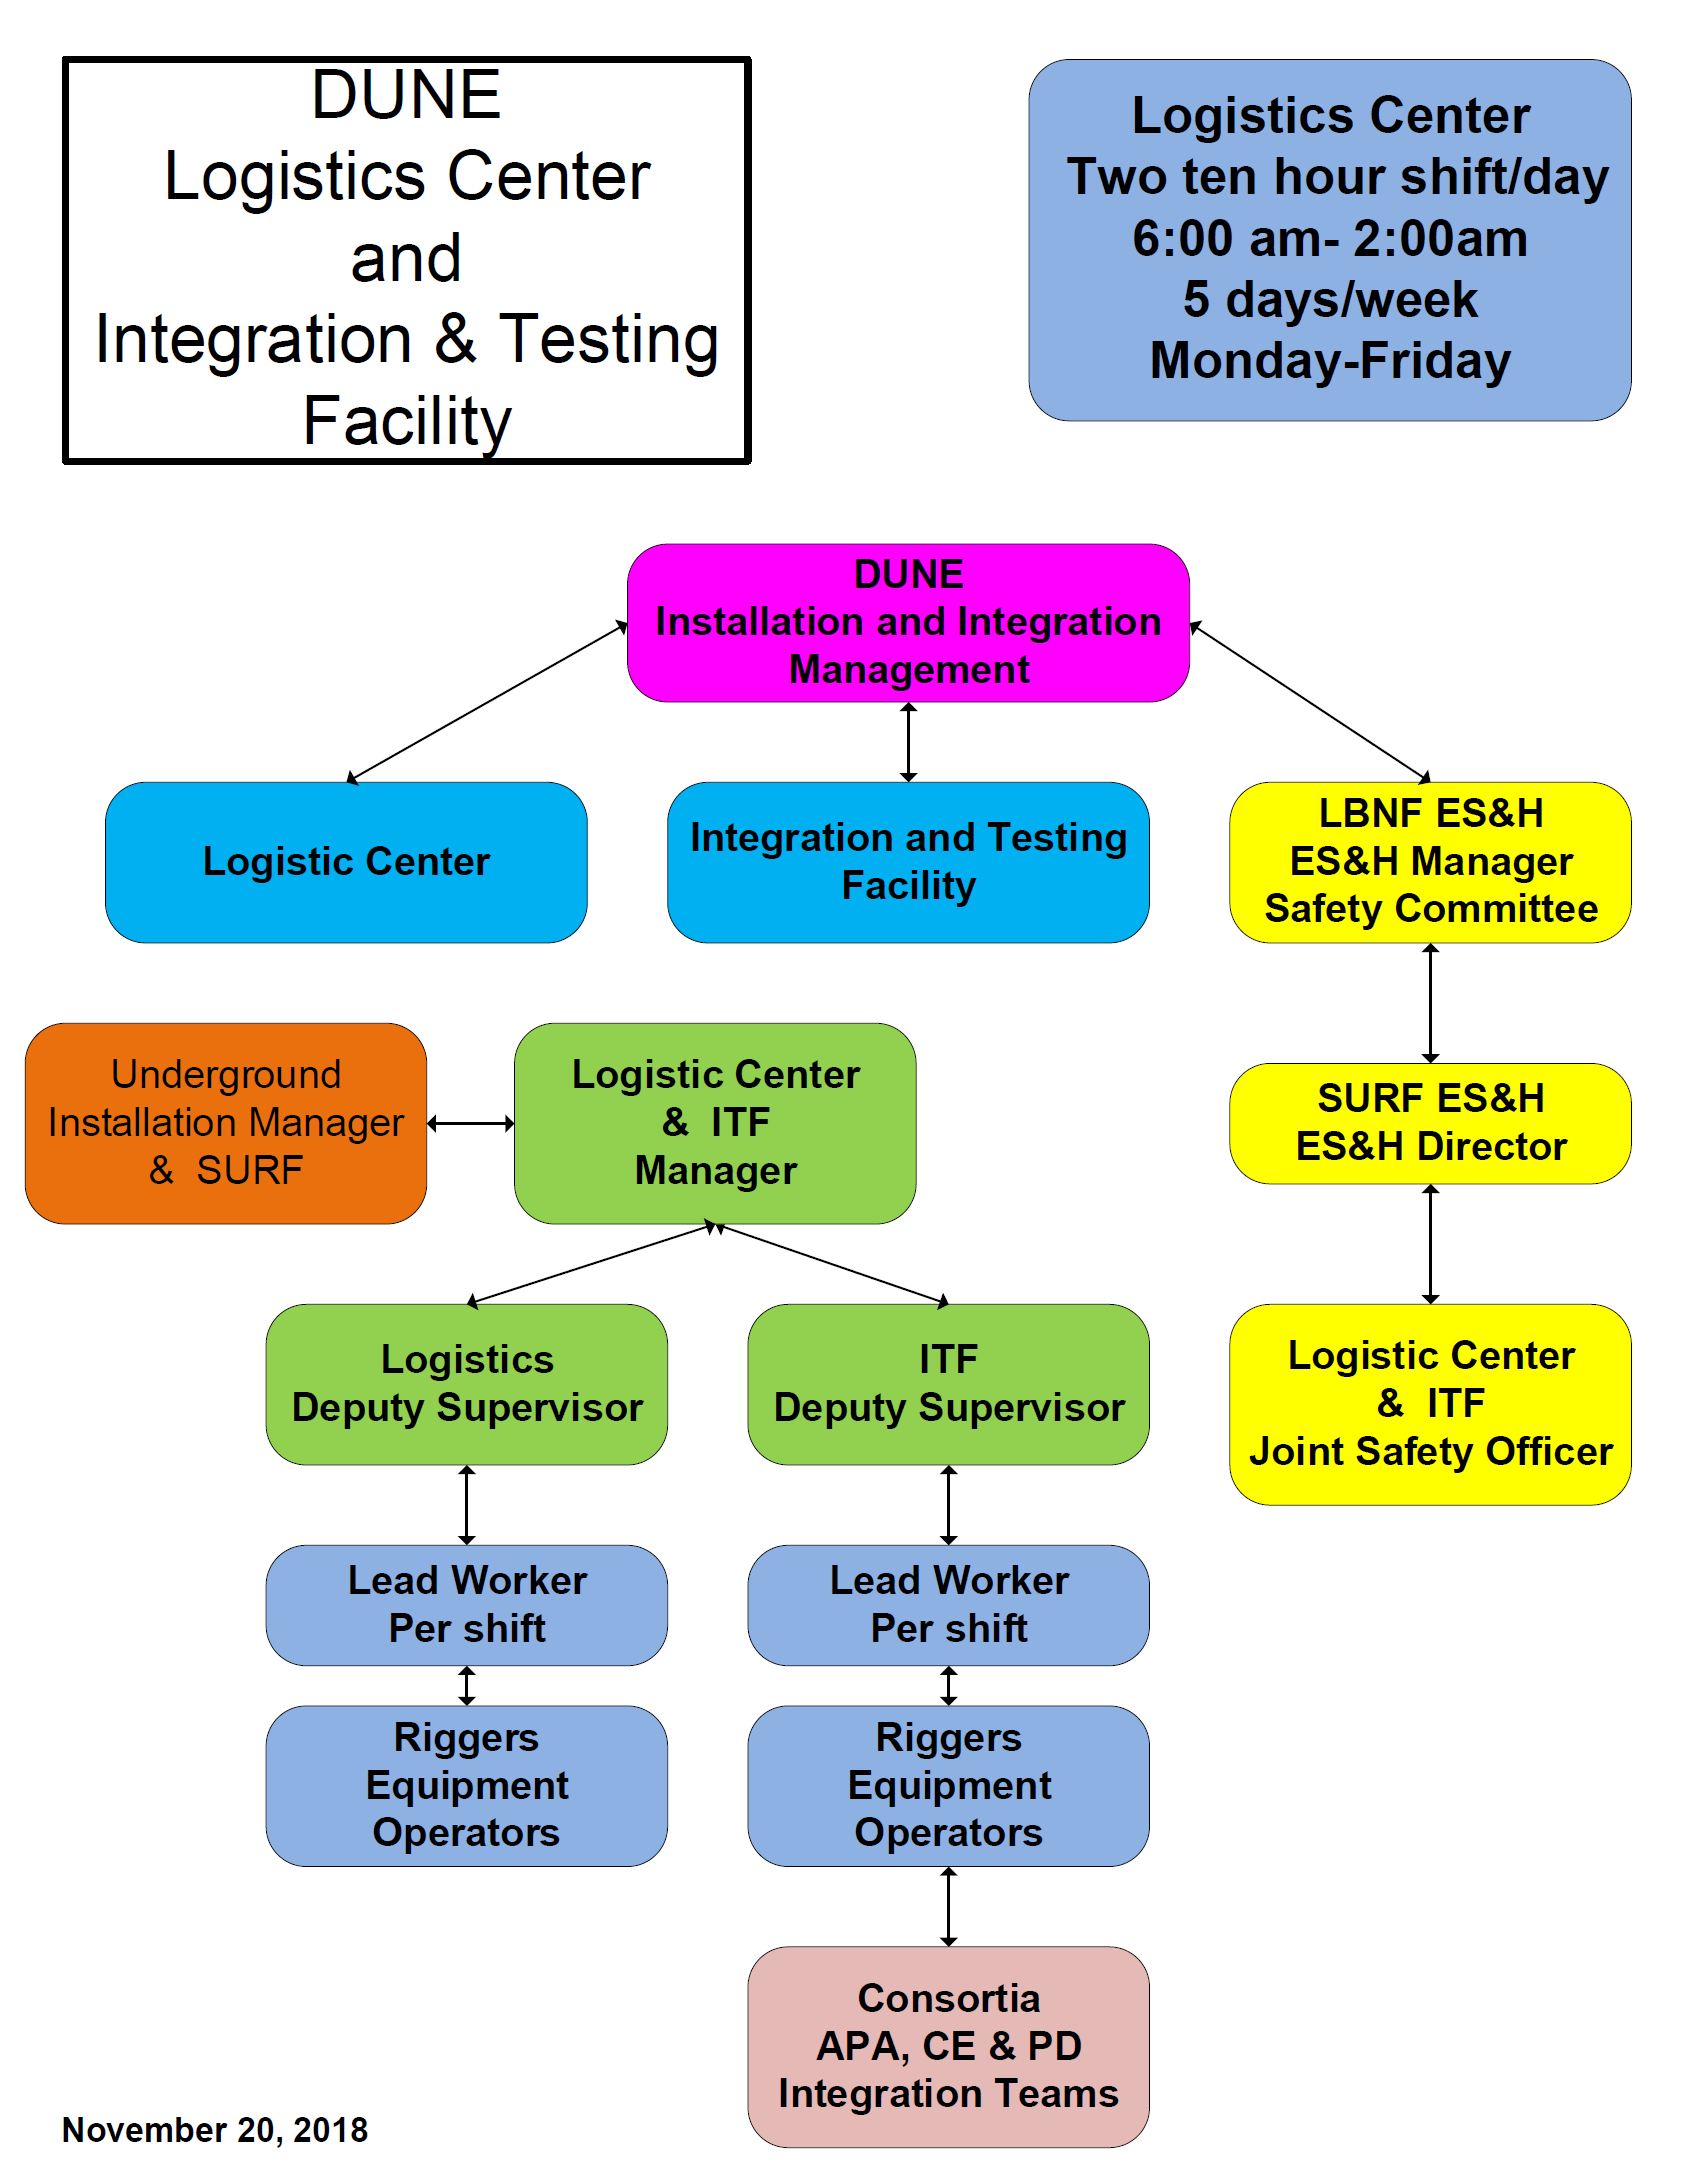 DUNE
Logistics Center
and
Integration & Testing
Facility
Logistics Center
Two ten hour shift/day
6:00 am- 2:00am
5 days/week
Monday-Friday
DUNE
Installation and Integration
Management
Logistic Center
Integration and Testing
Facility
LBNF ES&H
ES&H Manager
Safety Committee
Underground
Installation Manager
& SURF
Logistic Center
& ITF
Manager
SURF ES&H
ES&H Director
Logistics
Deputy Supervisor
ITF
Deputy Supervisor
Logistic Center
& ITF
Joint Safety Officer
Lead Worker
Per shift
Lead Worker
Per shift
Riggers
Equipment
Operators
Riggers
Equipment
Operators
Consortia
APA, CE & PD
Integration Teams
November 20, 2018